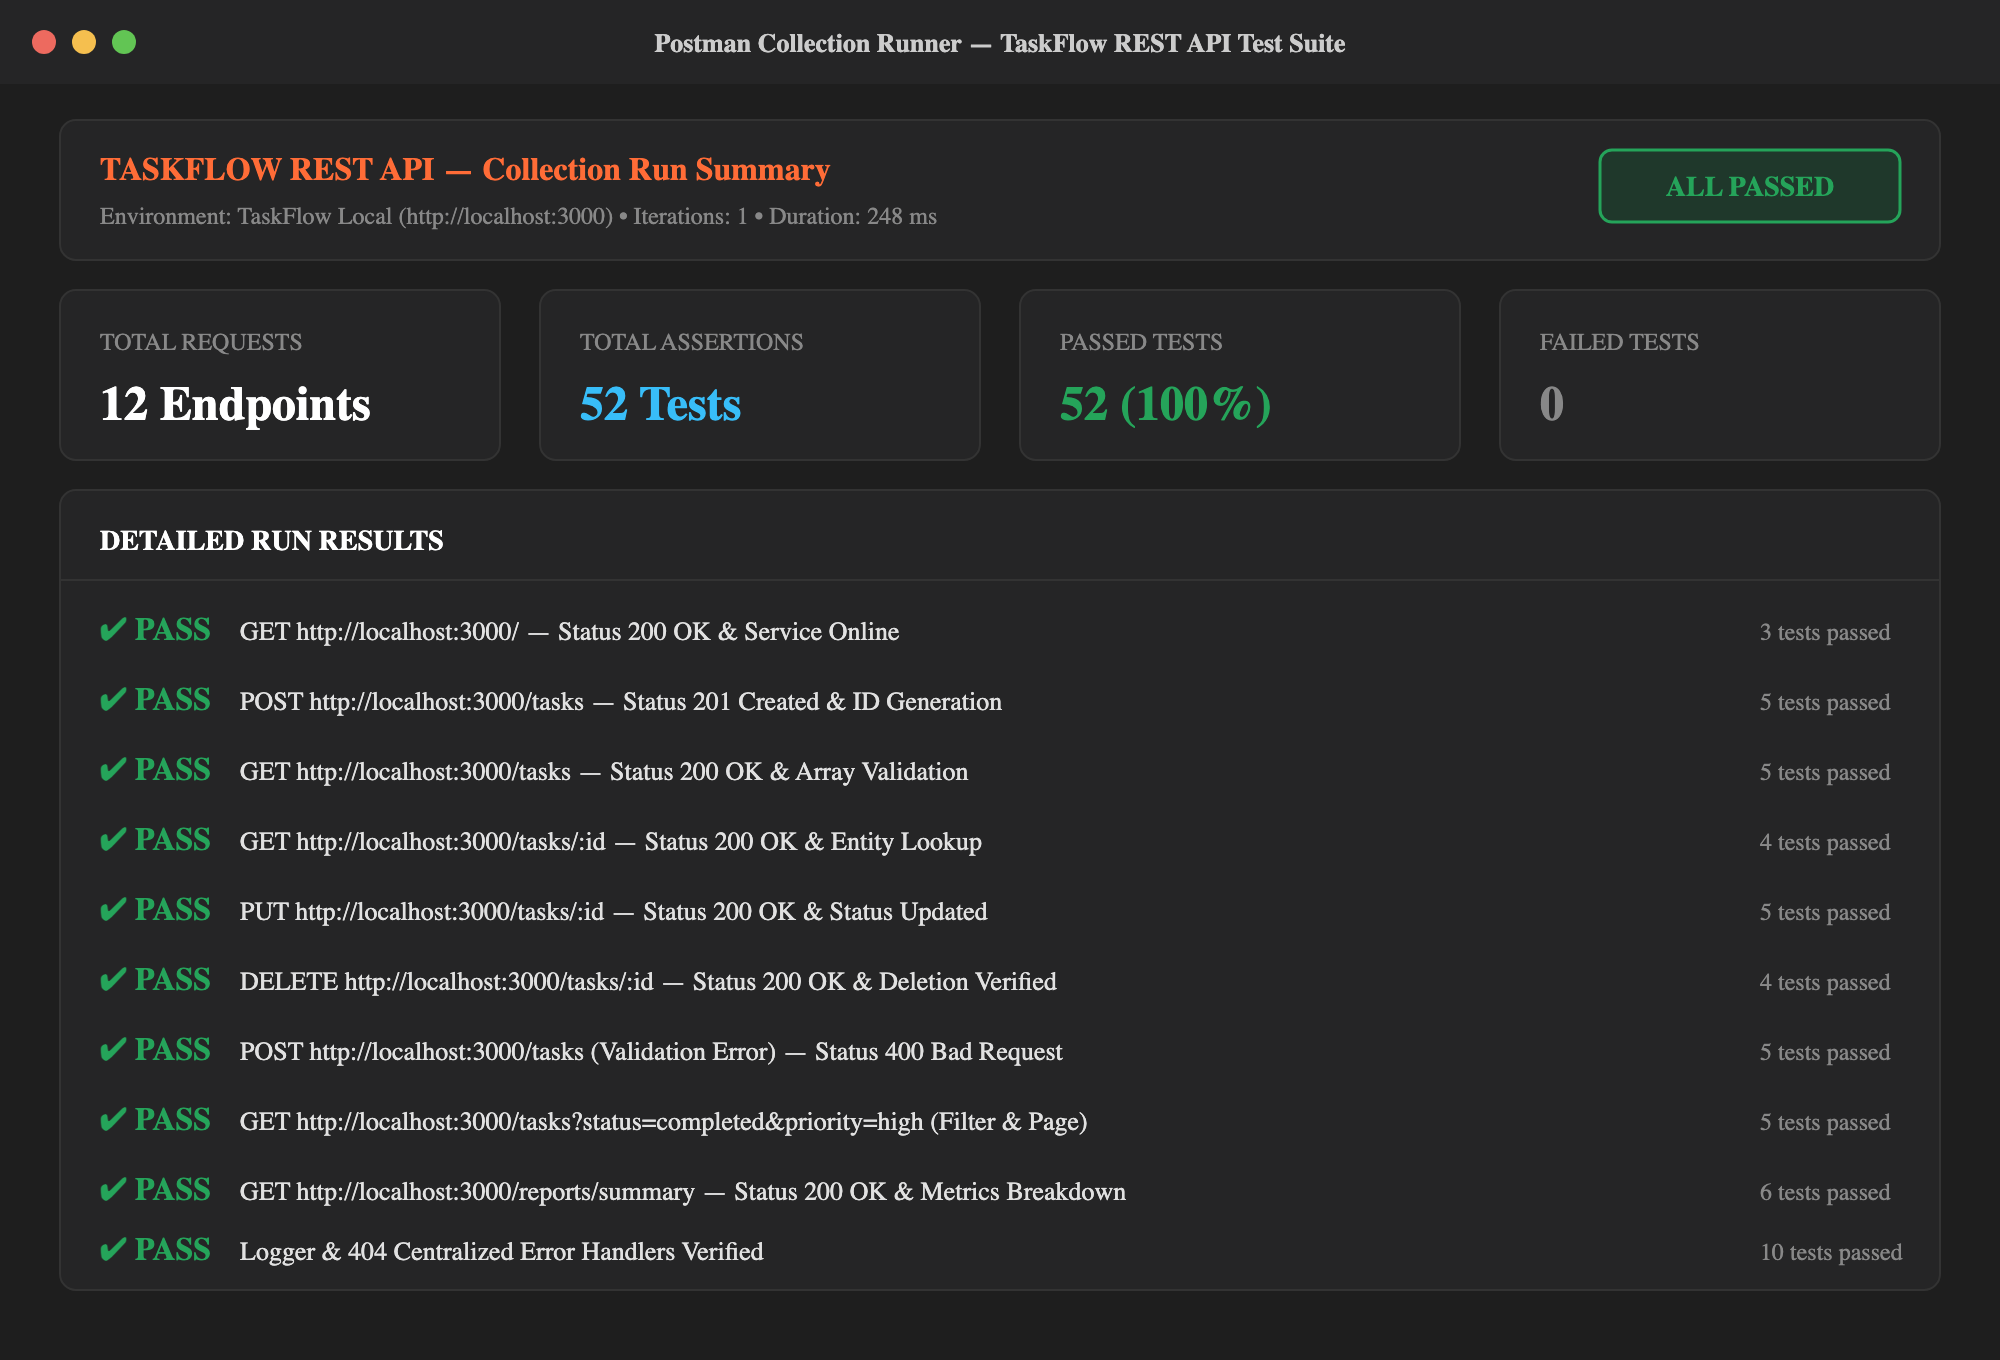 Postman Collection Runner — TaskFlow REST API Test Suite
TASKFLOW REST API — Collection Run Summary
Environment: TaskFlow Local (http://localhost:3000) • Iterations: 1 • Duration: 248 ms
ALL PASSED
TOTAL REQUESTS
12 Endpoints
TOTAL ASSERTIONS
52 Tests
PASSED TESTS
52 (100%)
FAILED TESTS
0
DETAILED RUN RESULTS
✔ PASS GET http://localhost:3000/ — Status 200 OK & Service Online 3 tests passed
✔ PASS POST http://localhost:3000/tasks — Status 201 Created & ID Generation 5 tests passed
✔ PASS GET http://localhost:3000/tasks — Status 200 OK & Array Validation 5 tests passed
✔ PASS GET http://localhost:3000/tasks/:id — Status 200 OK & Entity Lookup 4 tests passed
✔ PASS PUT http://localhost:3000/tasks/:id — Status 200 OK & Status Updated 5 tests passed
✔ PASS DELETE http://localhost:3000/tasks/:id — Status 200 OK & Deletion Verified 4 tests passed
✔ PASS POST http://localhost:3000/tasks (Validation Error) — Status 400 Bad Request 5 tests passed
✔ PASS GET http://localhost:3000/tasks?status=completed&priority=high (Filter & Page) 5 tests passed
✔ PASS GET http://localhost:3000/reports/summary — Status 200 OK & Metrics Breakdown 6 tests passed
✔ PASS Logger & 404 Centralized Error Handlers Verified 10 tests passed